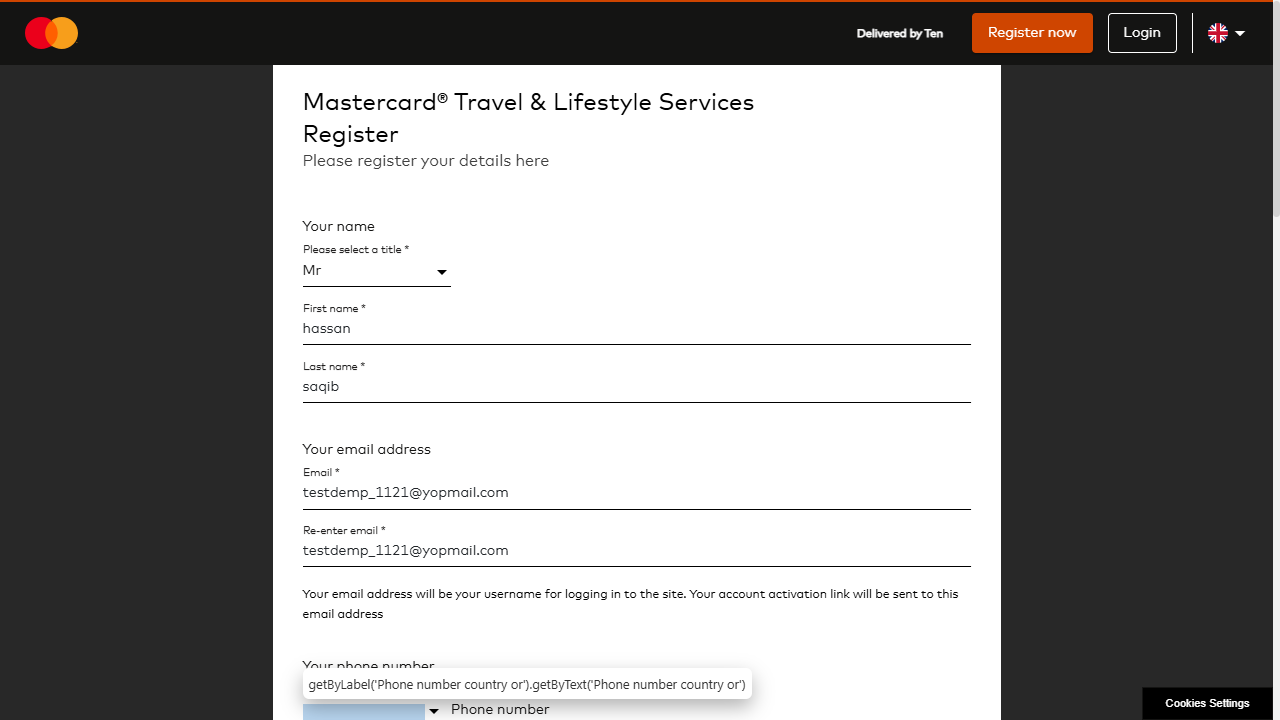 Delivered by Ten
Register now
Login
Mastercard® Travel & Lifestyle Services
Register
Please register your details here
Your name
Please select a title *
Mr
First name *
hassan
Last name *
saqib
Your email address
Email *
testdemp_1121@yopmail.com
Re-enter email *
testdemp_1121@yopmail.com
Your email address will be your username for logging in to the site. Your account activation link will be sent to this
email address
Your phone number
getByLabel('Phone number country or').getByText('Phone number country or')
Phone number
Cookies Settings